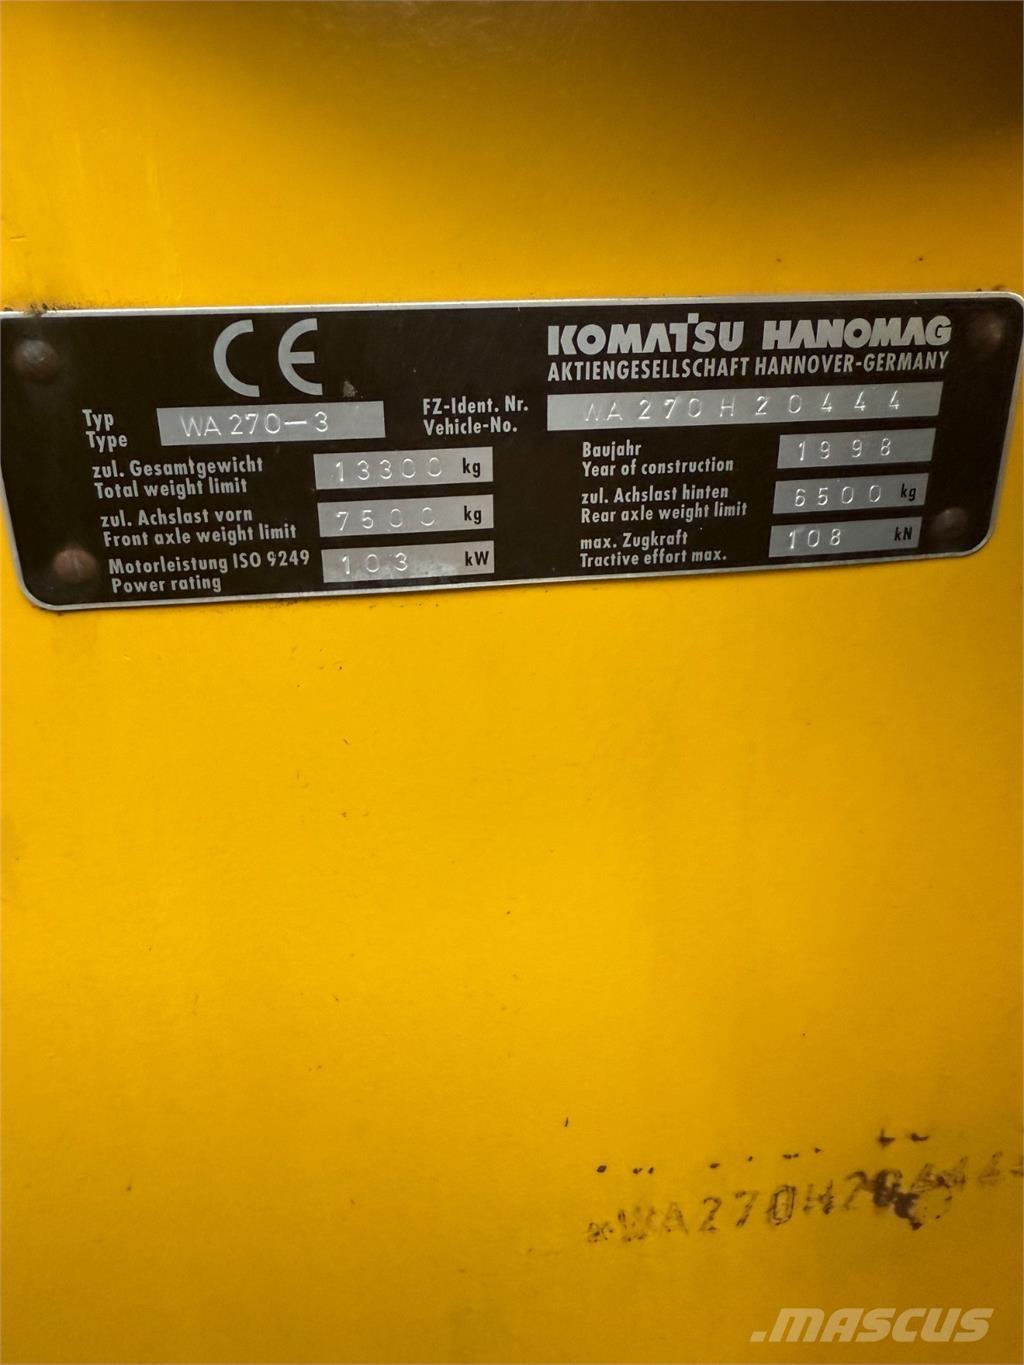 CE
KOMATSU HANOMAG
AKTIENGESELLSCHAFT HANNOVER-GERMANY
Typ
Type
WA 270-3
FZ-Ident. Nr.
Vehicle-No.
WA270H20444
zul. Gesamtgewicht
Total weight limit
13300 kg
Baujahr
Year of construction
1998
zul. Achslast vorn
Front axle weight limit
7500 kg
zul. Achslast hinten
Rear axle weight limit
6500 kg
Motorleistung ISO 9249
Power rating
103 kW
max. Zugkraft
Tractive effort max.
108 kN
*WA270H20444*
.MASCUS